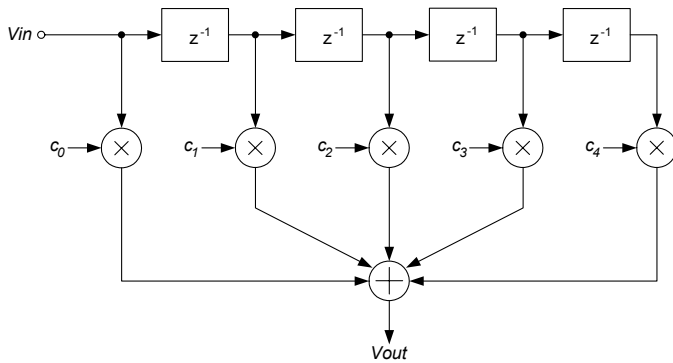 Vin
z⁻¹ z⁻¹ z⁻¹ z⁻¹
c₀ × c₁ × c₂ × c₃ × c₄ ×
+
Vout